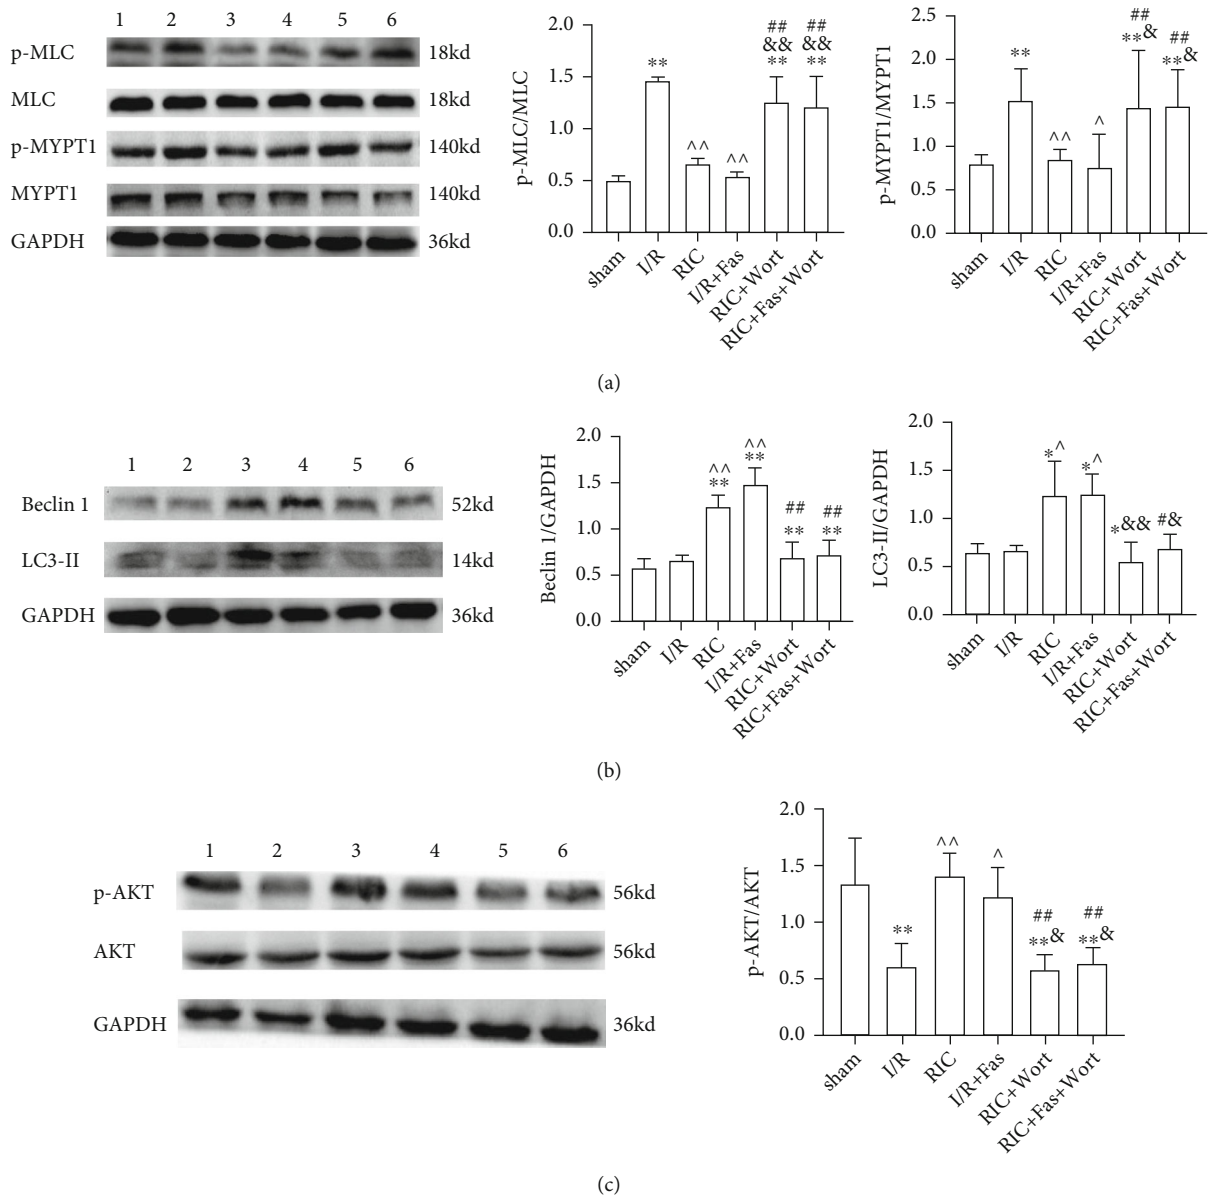 1 2 3 4 5 6
p-MLC 18kd
MLC 18kd
p-MYPT1 140kd
MYPT1 140kd
GAPDH 36kd
p-MLC/MLC
2.0
1.5
1.0
0.5
0.0
**
^^
^^
##
&&
**
##
&&
**
sham I/R RIC I/R+Fas RIC+Wort RIC+Fas+Wort
p-MYPT1/MYPT1
2.5
2.0
1.5
1.0
0.5
0.0
**
^^
^
##
**&
##
**&
sham I/R RIC I/R+Fas RIC+Wort RIC+Fas+Wort
(a)
1 2 3 4 5 6
Beclin 1 52kd
LC3-II 14kd
GAPDH 36kd
Beclin 1/GAPDH
2.0
1.5
1.0
0.5
0.0
^^
**
^^
**
##
**
##
**
sham I/R RIC I/R+Fas RIC+Wort RIC+Fas+Wort
LC3-II/GAPDH
2.0
1.5
1.0
0.5
0.0
*^
*^
*&&
#&
sham I/R RIC I/R+Fas RIC+Wort RIC+Fas+Wort
(b)
1 2 3 4 5 6
p-AKT 56kd
AKT 56kd
GAPDH 36kd
p-AKT/AKT
2.0
1.5
1.0
0.5
0.0
**
^^
^
##
**&
##
**&
sham I/R RIC I/R+Fas RIC+Wort RIC+Fas+Wort
(c)